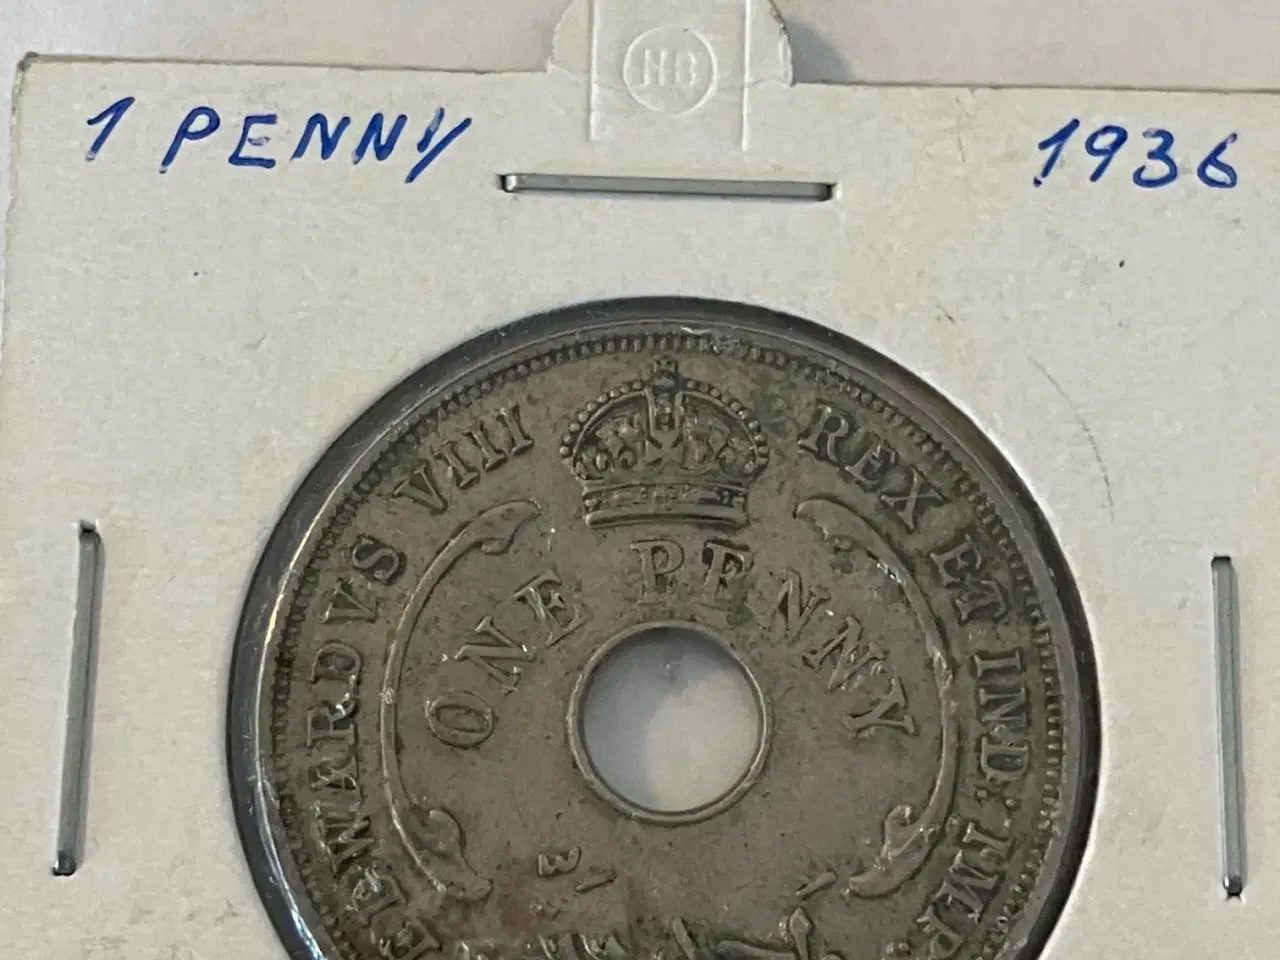 HB
1 PENNY
1936
EDWARDVS VIII REX ET IND: IMP:
ONE PENNY